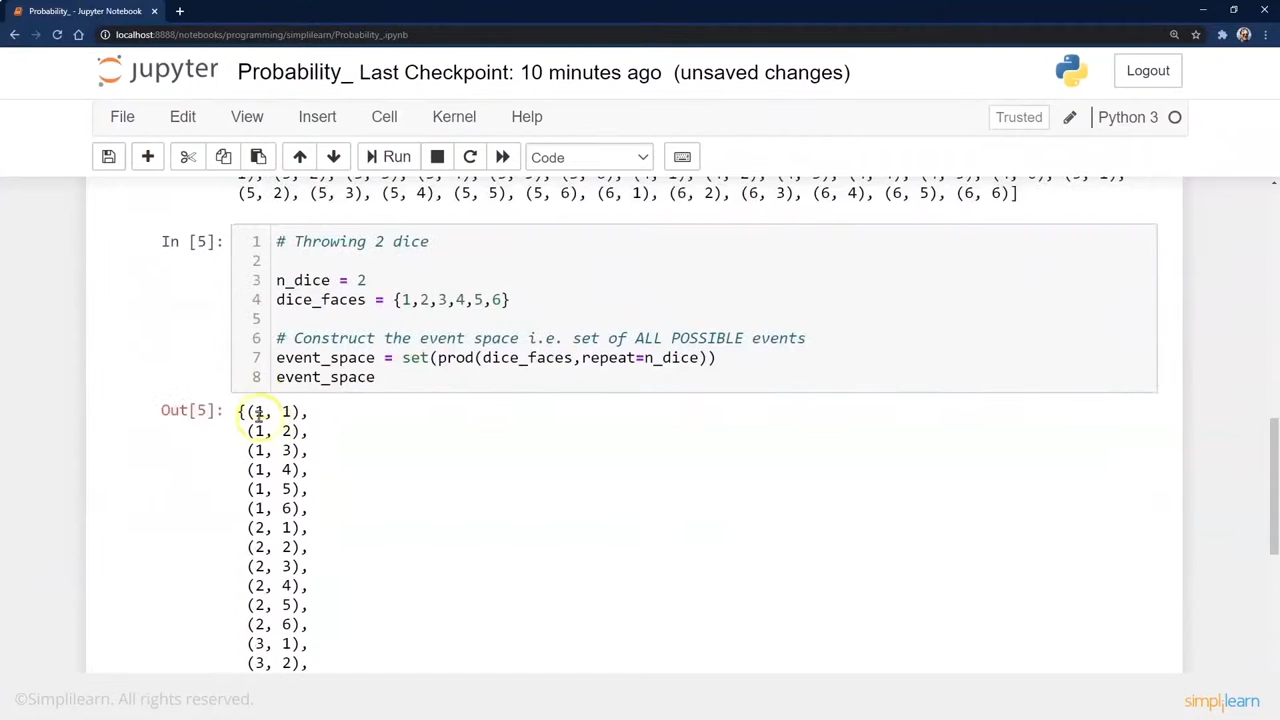 Probability_ - Jupyter Notebook
localhost:8888/notebooks/programming/simplilearn/Probability_.ipynb
jupyter Probability_ Last Checkpoint: 10 minutes ago (unsaved changes) Logout
File Edit View Insert Cell Kernel Help Trusted Python 3
Run Code
(5, 2), (5, 3), (5, 4), (5, 5), (5, 6), (6, 1), (6, 2), (6, 3), (6, 4), (6, 5), (6, 6)]
In [5]: 1 # Throwing 2 dice
2
3 n_dice = 2
4 dice_faces = {1,2,3,4,5,6}
5
6 # Construct the event space i.e. set of ALL POSSIBLE events
7 event_space = set(prod(dice_faces,repeat=n_dice))
8 event_space
Out[5]: {(1, 1),
(1, 2),
(1, 3),
(1, 4),
(1, 5),
(1, 6),
(2, 1),
(2, 2),
(2, 3),
(2, 4),
(2, 5),
(2, 6),
(3, 1),
(3, 2),
©Simplilearn. All rights reserved.
simplilearn